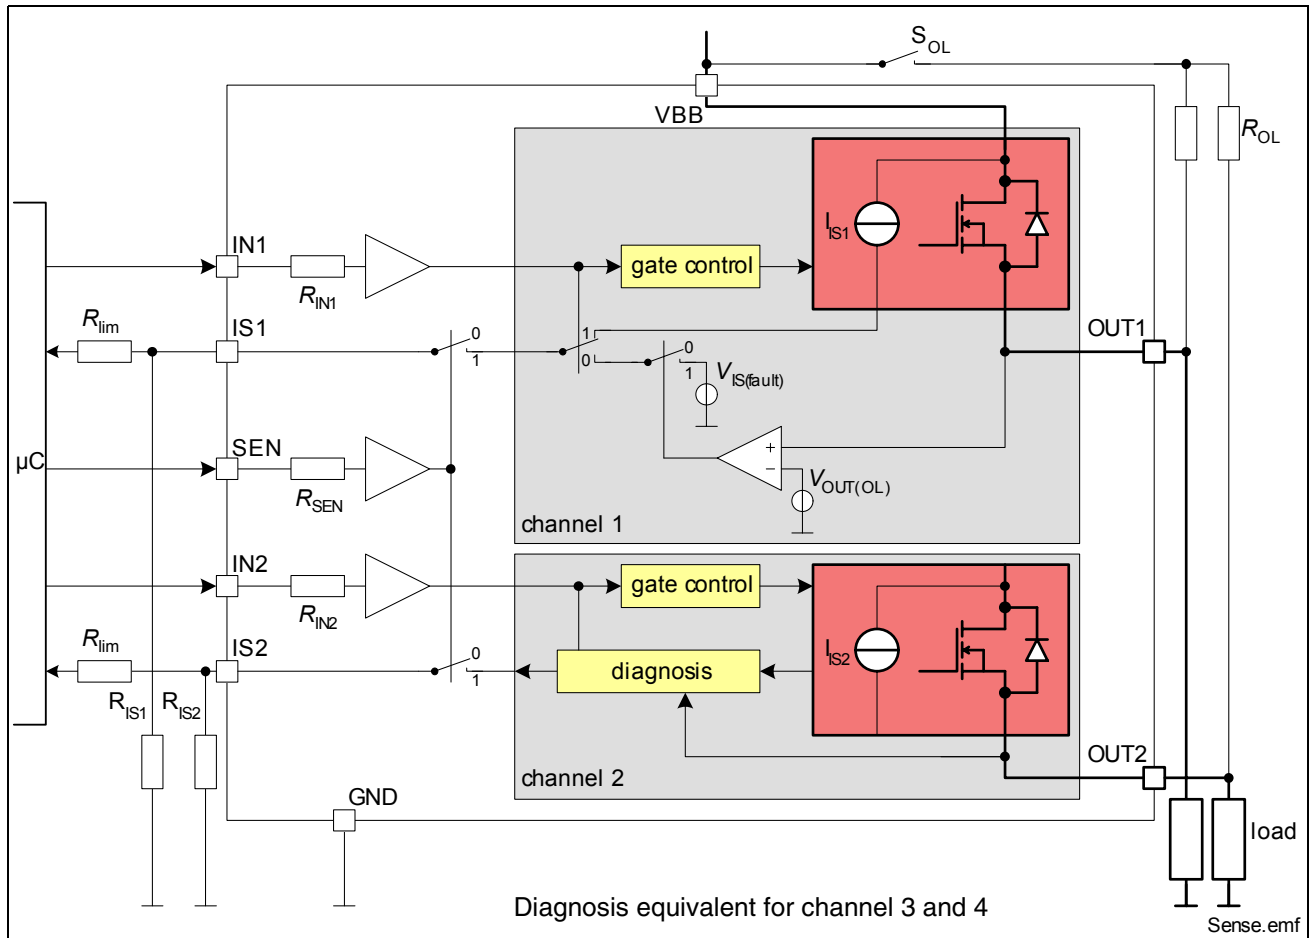 S_OL
VBB
R_OL
IN1
R_IN1
gate control
I_IS1
R_lim
IS1
0
1
1
0
0
1
V_IS(fault)
OUT1
+
−
V_OUT(OL)
SEN
µC
R_SEN
channel 1
IN2
R_IN2
gate control
I_IS2
R_lim
IS2
0
1
diagnosis
R_IS1
R_IS2
OUT2
channel 2
GND
load
Diagnosis equivalent for channel 3 and 4
Sense.emf